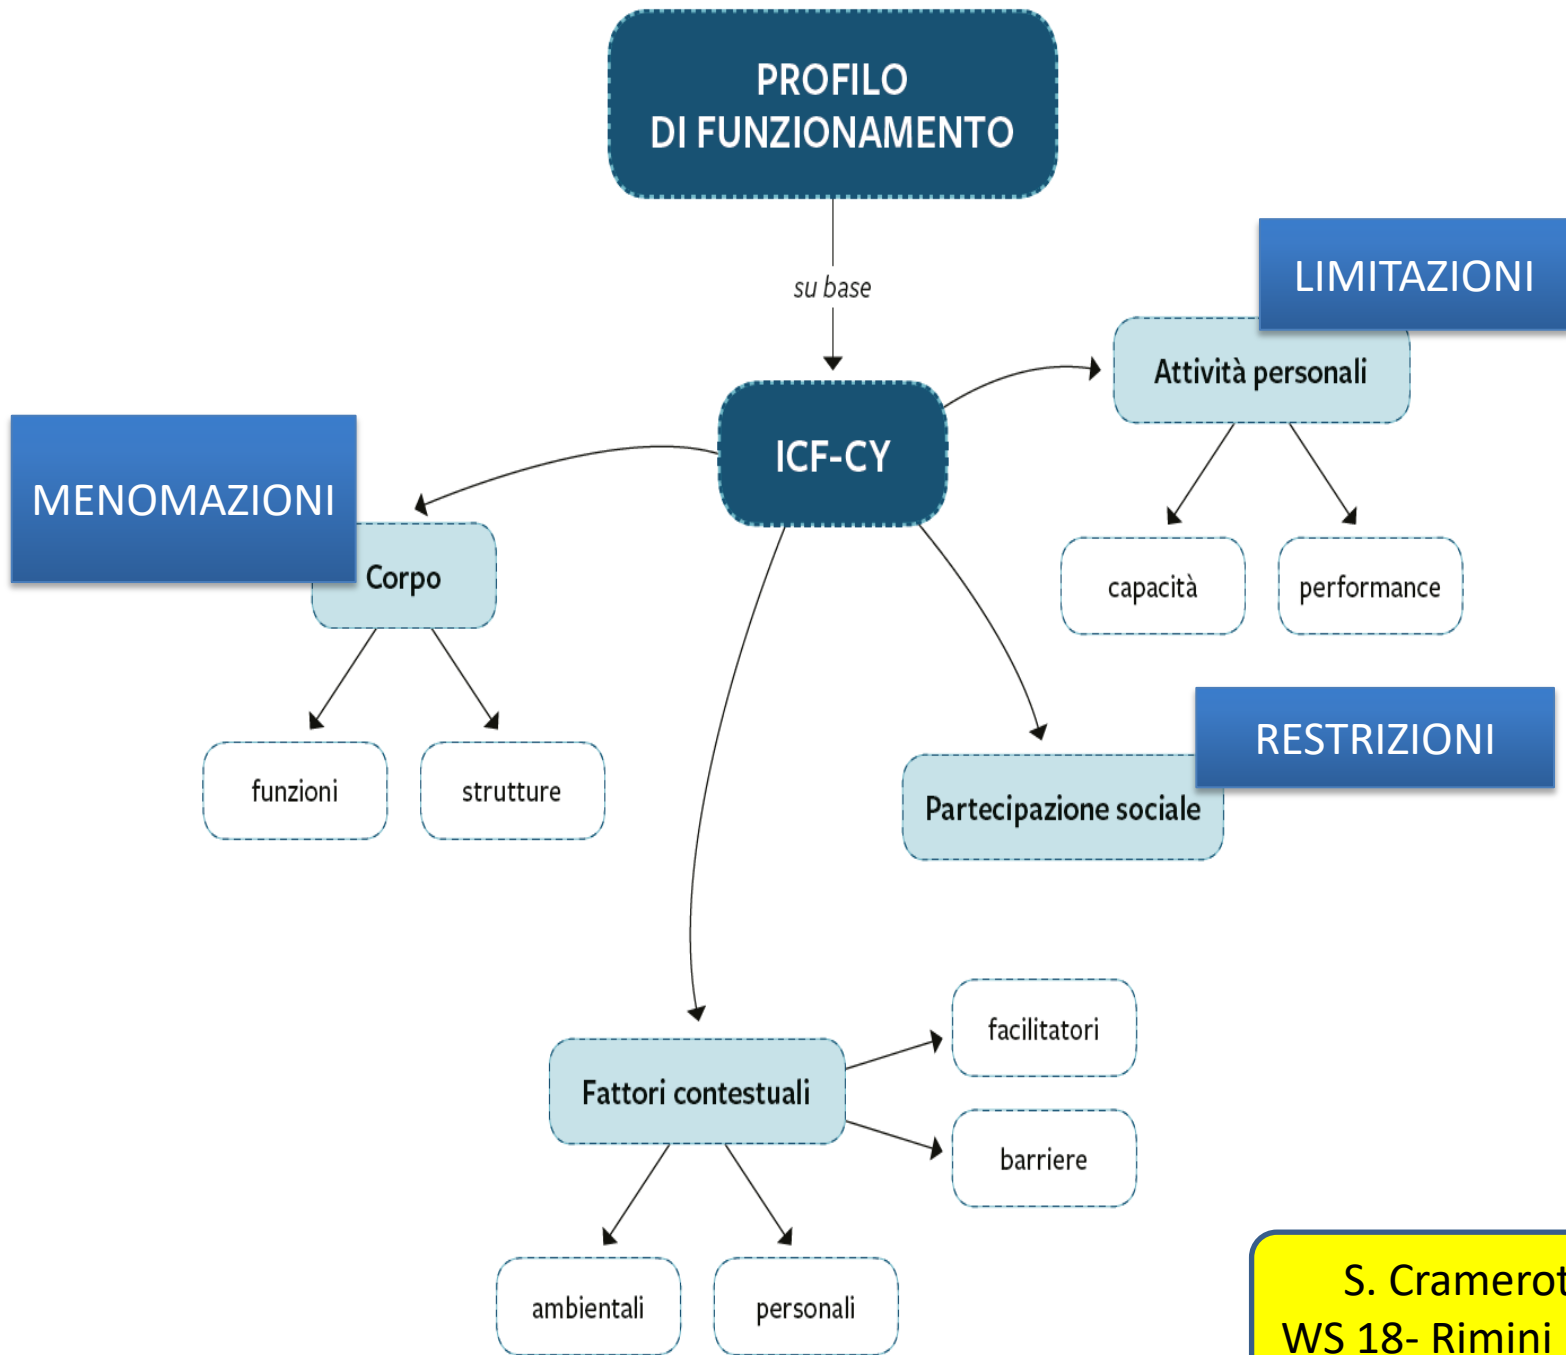 PROFILO
DI FUNZIONAMENTO
su base
LIMITAZIONI
Attività personali
ICF-CY
MENOMAZIONI
Corpo
capacità
performance
RESTRIZIONI
funzioni
strutture
Partecipazione sociale
facilitatori
Fattori contestuali
barriere
ambientali
personali
S.
WS 18- Rimini